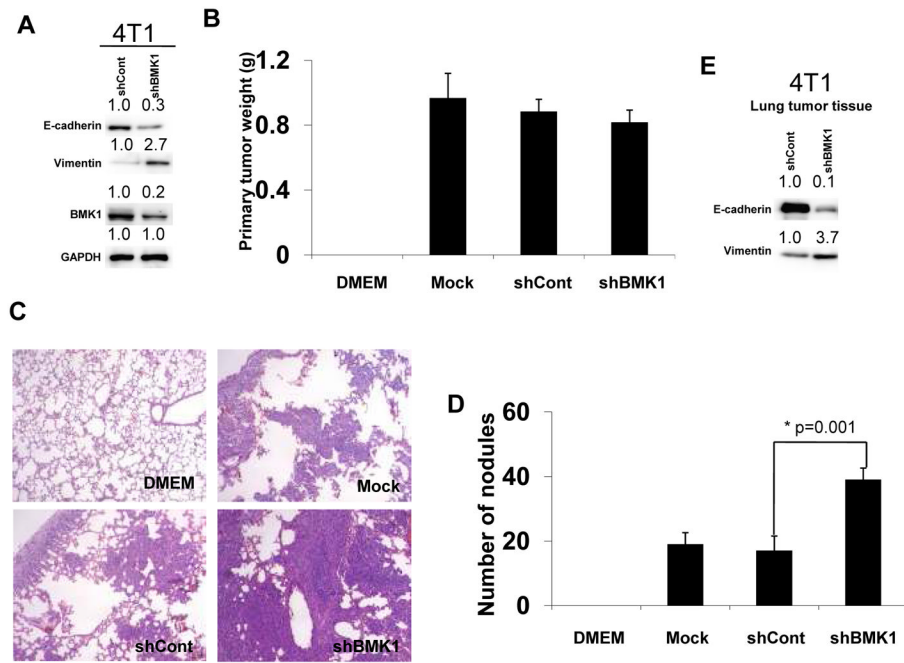 A
4T1
shCont
shBMK1
1.0 0.3
E-cadherin
1.0 2.7
Vimentin
1.0 0.2
BMK1
1.0 1.0
GAPDH
B
Primary tumor weight (g)
1.2
0.8
0.4
0
DMEM Mock shCont shBMK1
E
4T1
Lung tumor tissue
shCont
shBMK1
1.0 0.1
E-cadherin
1.0 3.7
Vimentin
C
DMEM
Mock
shCont
shBMK1
D
Number of nodules
60
40
20
0
* p=0.001
DMEM Mock shCont shBMK1